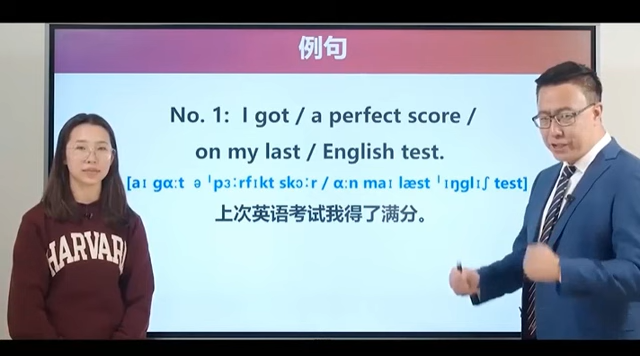 例句
No. 1: I got / a perfect score /
on my last / English test.
[aɪ gɑːt ə ˈpɜːrfɪkt skɔːr / ɑːn maɪ læst ˈɪŋglɪʃ test]
上次英语考试我得了满分。
HARVARD